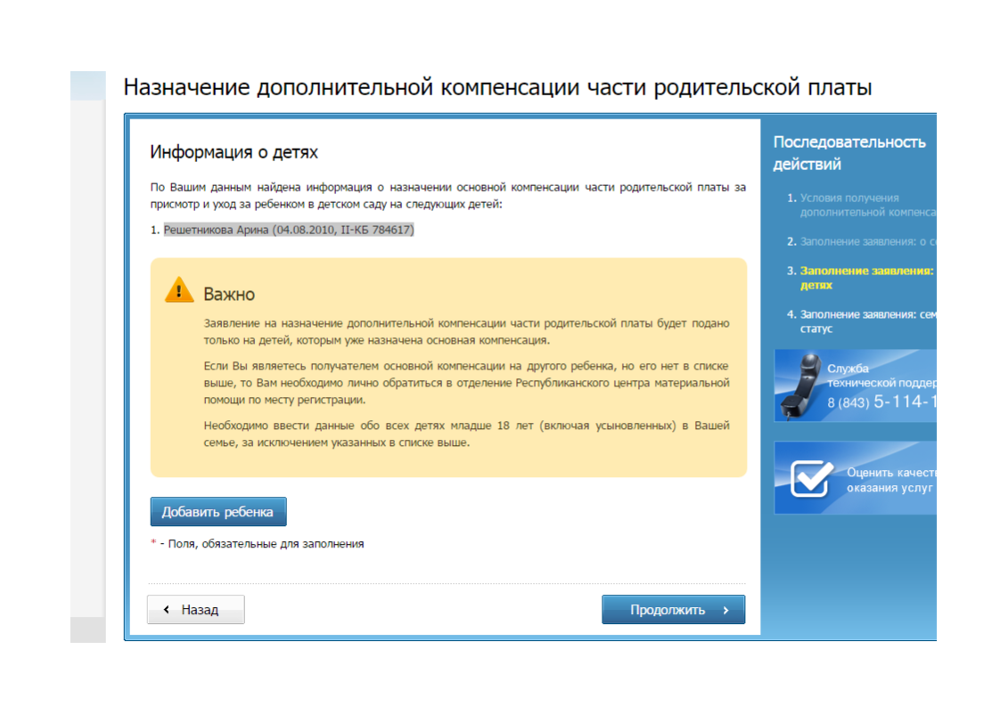 Назначение дополнительной компенсации части родительской платы
Информация о детях
По Вашим данным найдена информация о назначении основной компенсации части родительской платы за
присмотр и уход за ребенком в детском саду на следующих детей:
1. Решетникова Арина (04.08.2010, II-КБ 784617)
Важно
Заявление на назначение дополнительной компенсации части родительской платы будет подано
только на детей, которым уже назначена основная компенсация.
Если Вы являетесь получателем основной компенсации на другого ребенка, но его нет в списке
выше, то Вам необходимо лично обратиться в отделение Республиканского центра материальной
помощи по месту регистрации.
Необходимо ввести данные обо всех детях младше 18 лет (включая усыновленных) в Вашей
семье, за исключением указанных в списке выше.
Добавить ребенка
* - Поля, обязательные для заполнения
Назад
Продолжить
Последовательность
действий
1. Условия получения
дополнительной компенса
2. Заполнение заявления: о с
3. Заполнение заявления:
детях
4. Заполнение заявления: сем
статус
Служба
технической поддер
8 (843) 5-114-1
Оценить качест
оказания услуг